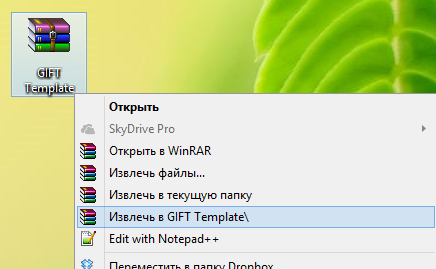 GIFT
Template
Открыть
SkyDrive Pro
Открыть в WinRAR
Извлечь файлы...
Извлечь в текущую папку
Извлечь в GIFT Template\
Edit with Notepad++
Переместить в папку Dropbox